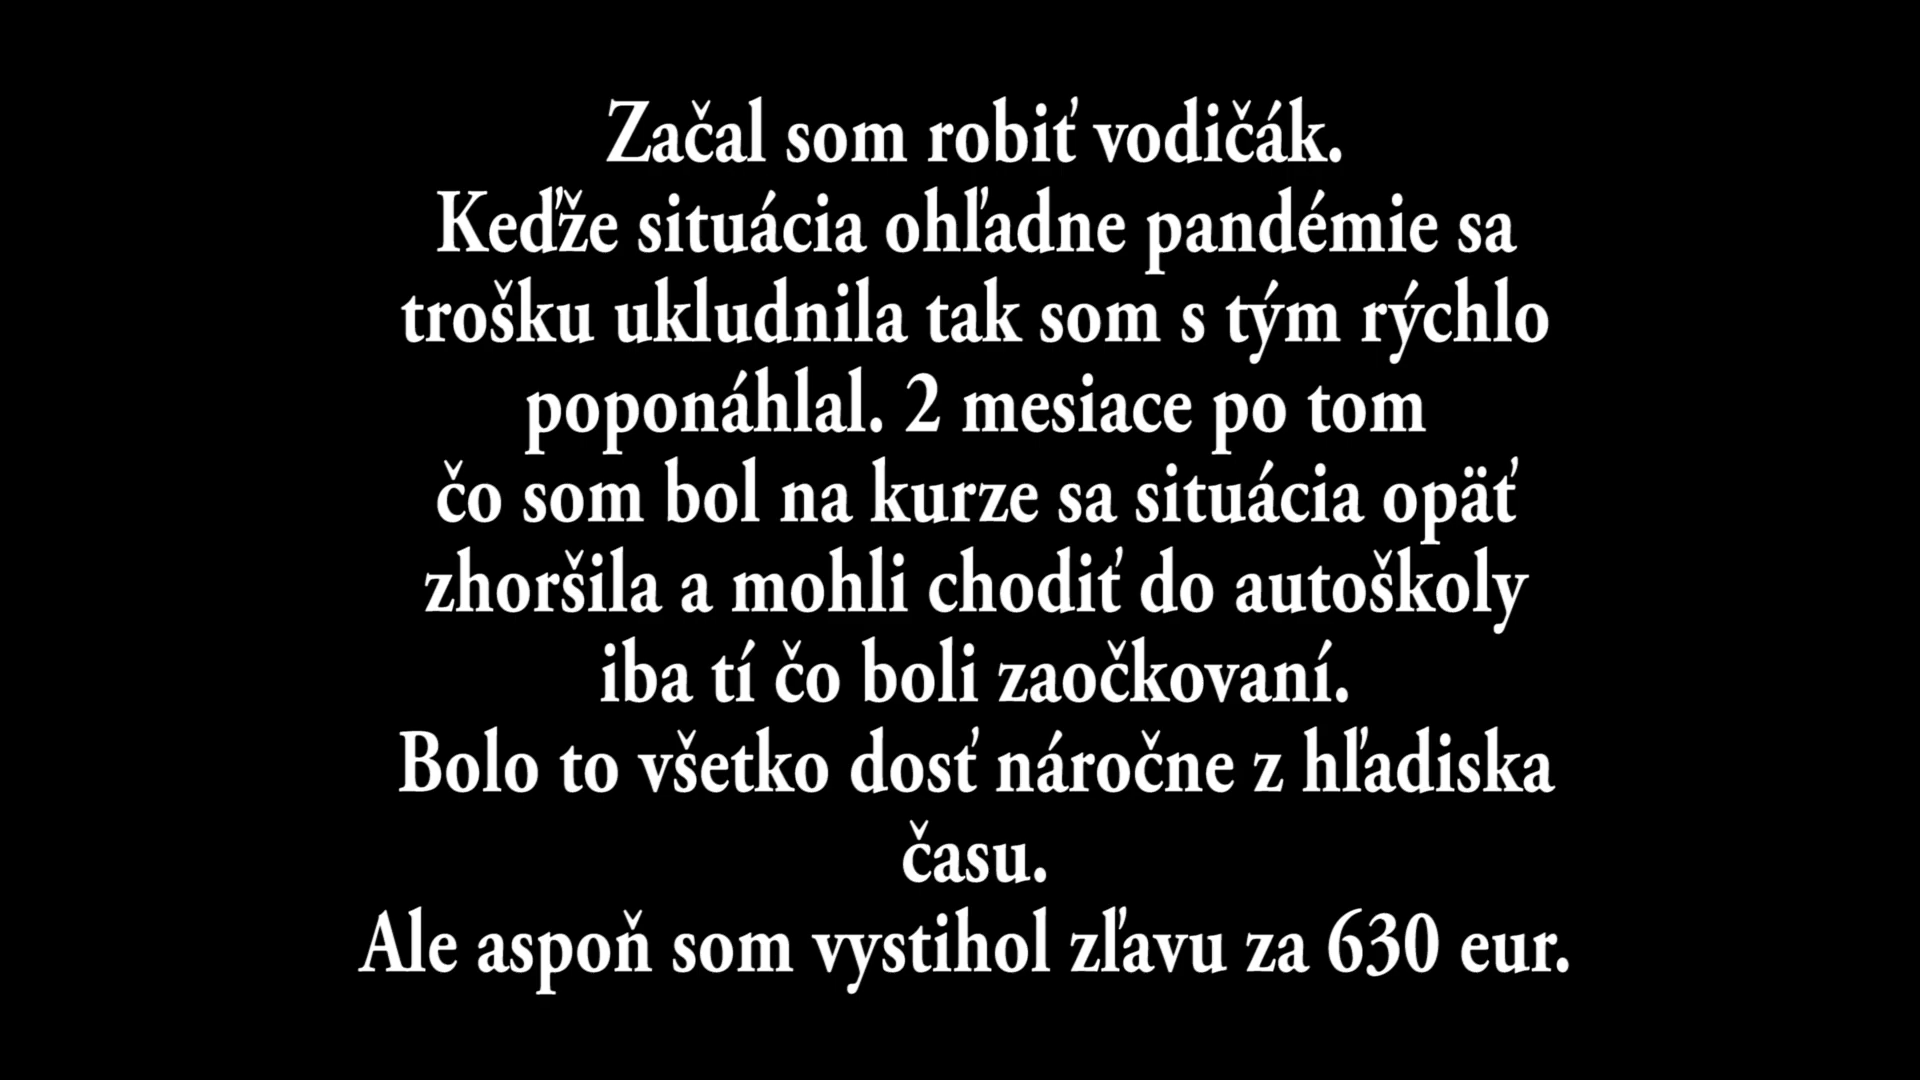 Začal som robiť vodičák.
Keďže situácia ohľadne pandémie sa
trošku ukludnila tak som s tým rýchlo
poponáhlal. 2 mesiace po tom
čo som bol na kurze sa situácia opäť
zhoršila a mohli chodiť do autoškoly
iba tí čo boli zaočkovaní.
Bolo to všetko dosť náročne z hľadiska
času.
Ale aspoň som vystihol zľavu za 630 eur.